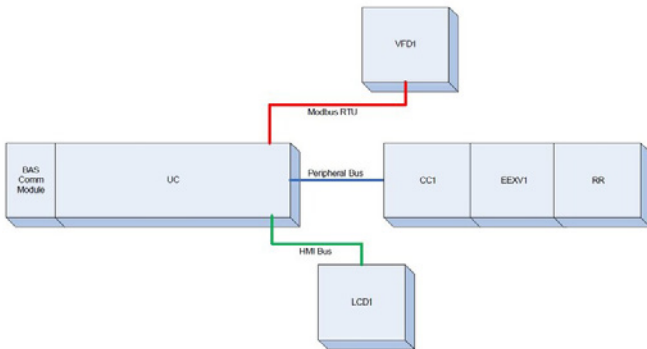 VFD1
Modbus RTU
BAS
Comm
Module
UC
Peripheral Bus
CC1
EEXV1
RR
HMI Bus
LCD1